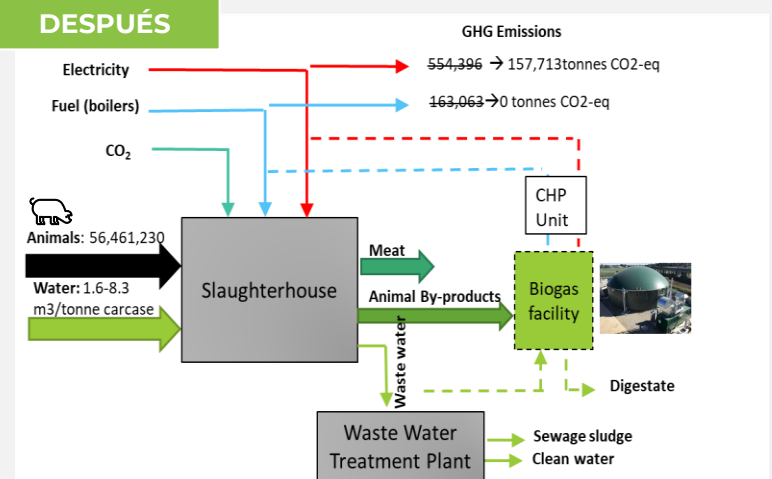 DESPUÉS
GHG Emissions
Electricity
554,396 → 157,713tonnes CO2-eq
Fuel (boilers)
163,063→0 tonnes CO2-eq
CO₂
CHP
Unit
Animals: 56,461,230
Water: 1.6-8.3
m3/tonne carcase
Slaughterhouse
Meat
Animal By-products
Biogas
facility
Waste water
Digestate
Waste Water
Treatment Plant
Sewage sludge
Clean water